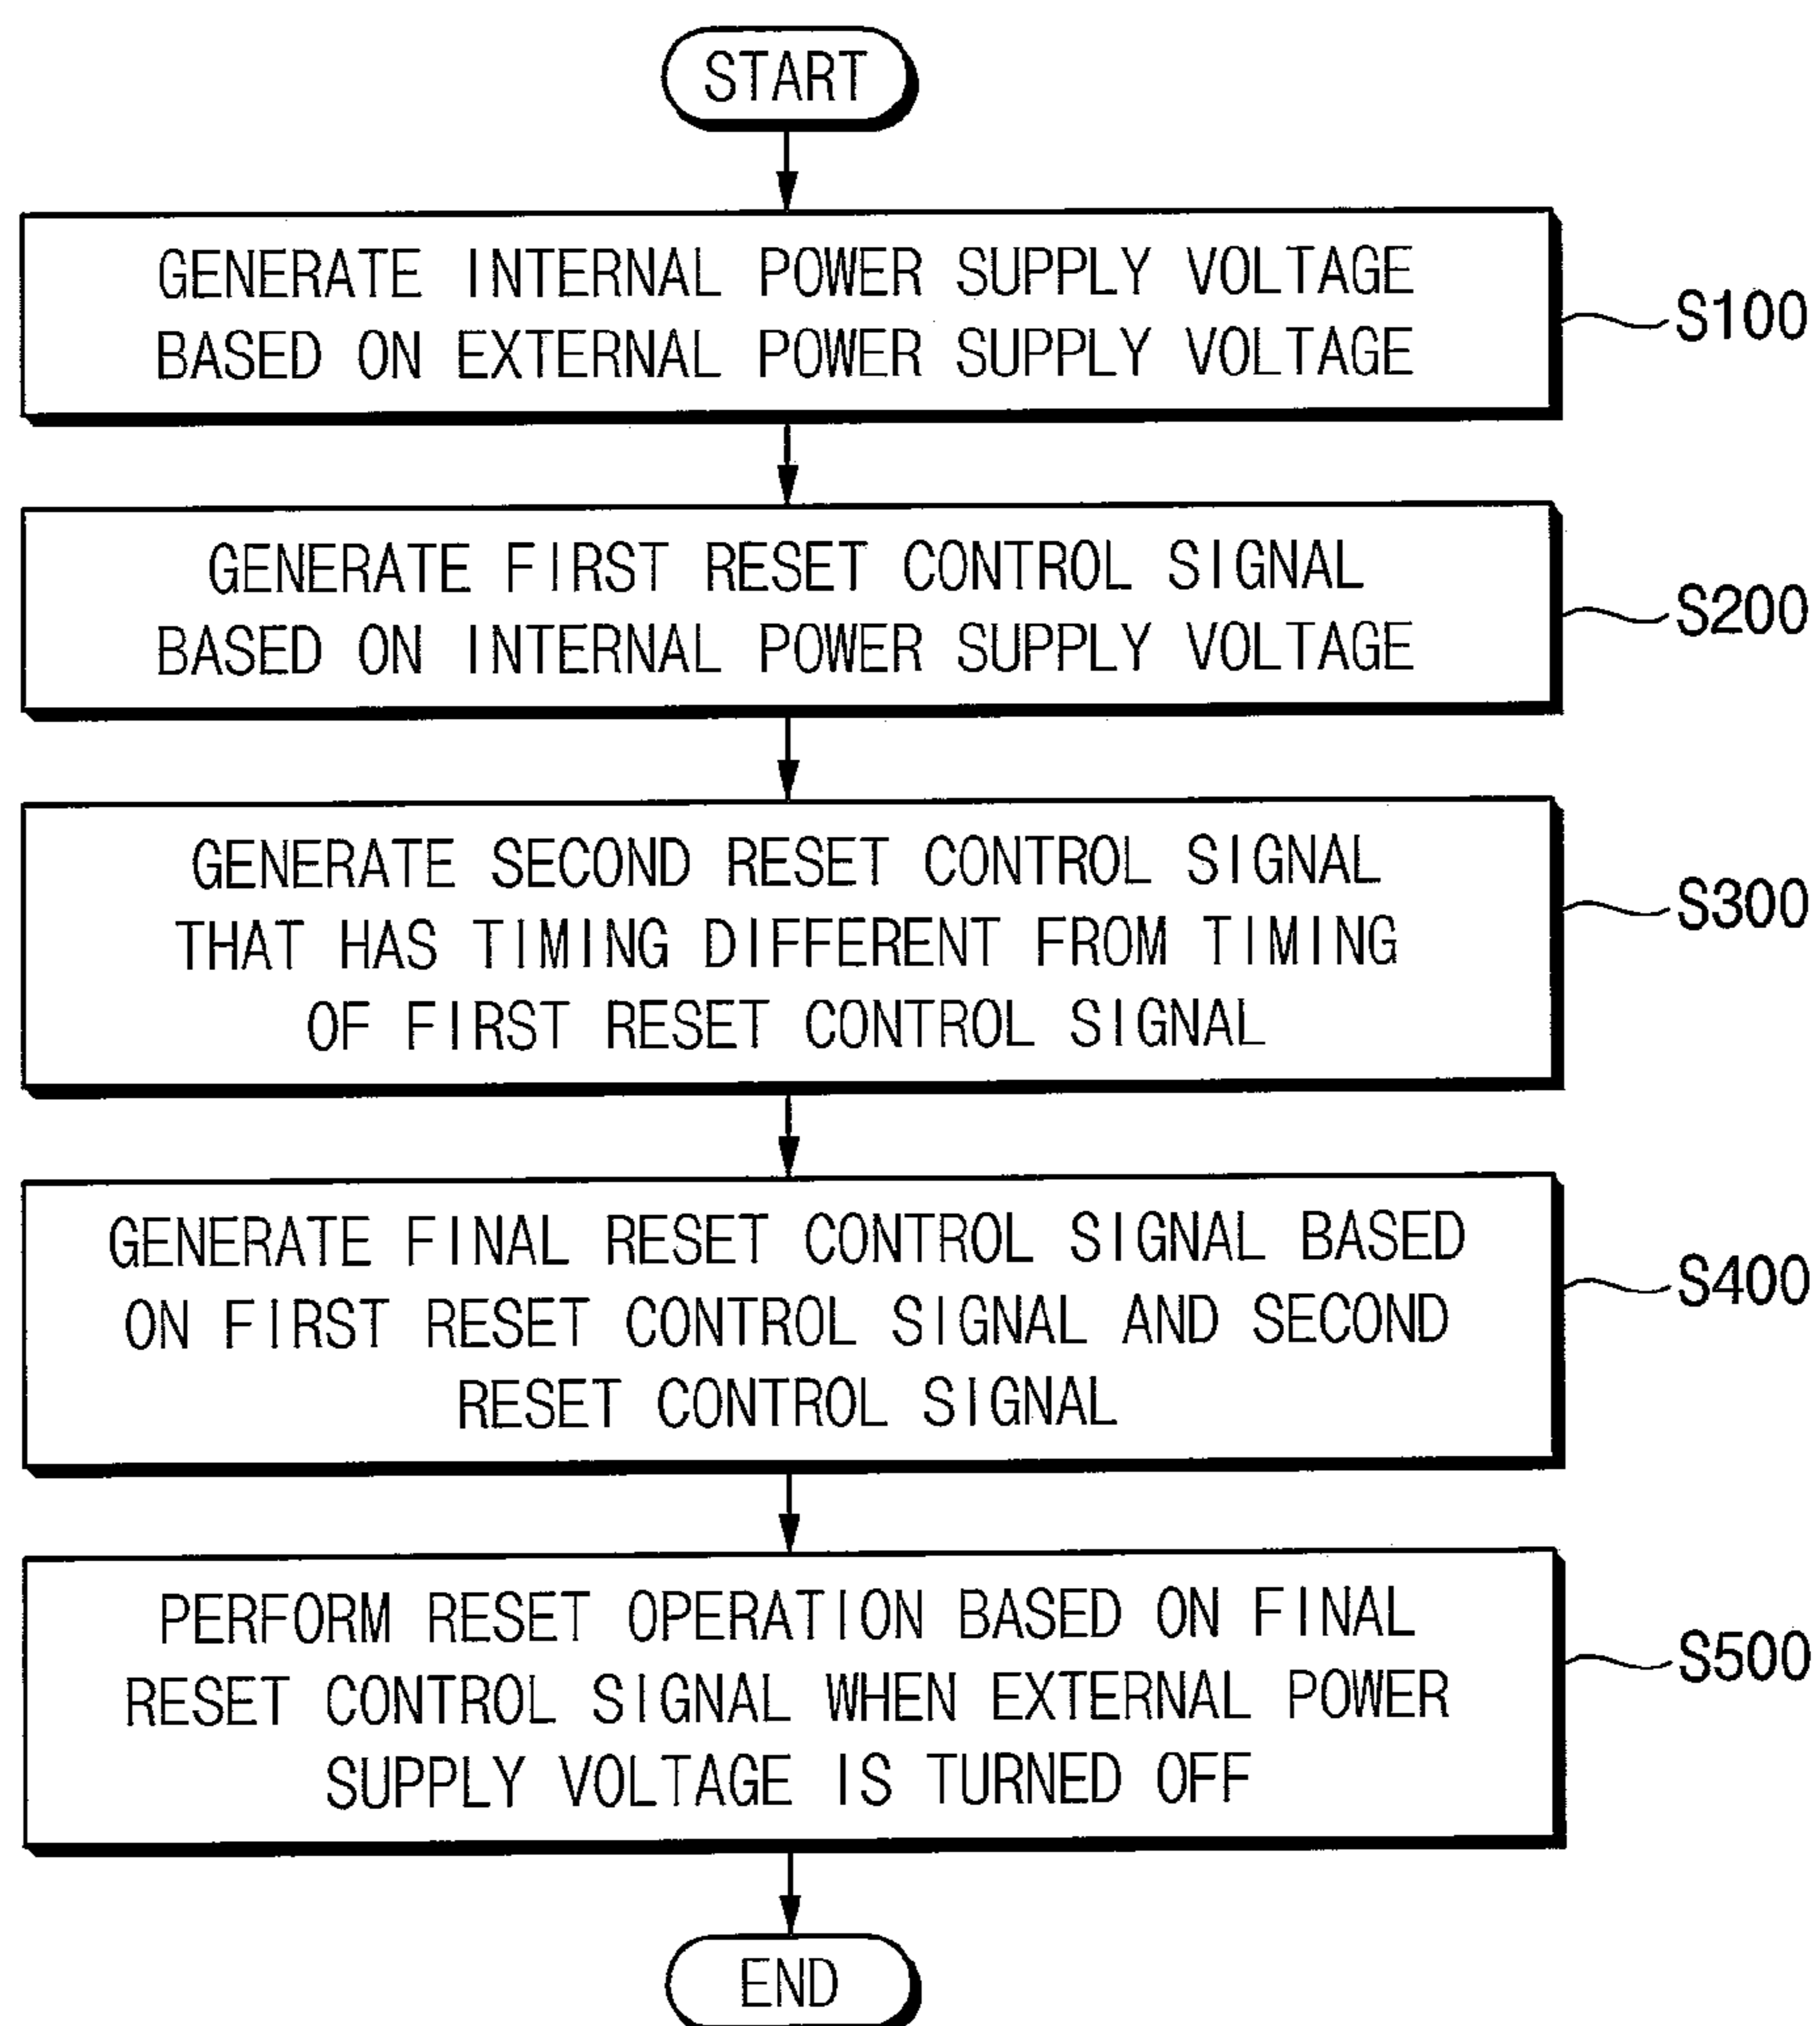 START
GENERATE INTERNAL POWER SUPPLY VOLTAGE
BASED ON EXTERNAL POWER SUPPLY VOLTAGE
S100
GENERATE FIRST RESET CONTROL SIGNAL
BASED ON INTERNAL POWER SUPPLY VOLTAGE
S200
GENERATE SECOND RESET CONTROL SIGNAL
THAT HAS TIMING DIFFERENT FROM TIMING
OF FIRST RESET CONTROL SIGNAL
S300
GENERATE FINAL RESET CONTROL SIGNAL BASED
ON FIRST RESET CONTROL SIGNAL AND SECOND
RESET CONTROL SIGNAL
S400
PERFORM RESET OPERATION BASED ON FINAL
RESET CONTROL SIGNAL WHEN EXTERNAL POWER
SUPPLY VOLTAGE IS TURNED OFF
S500
END